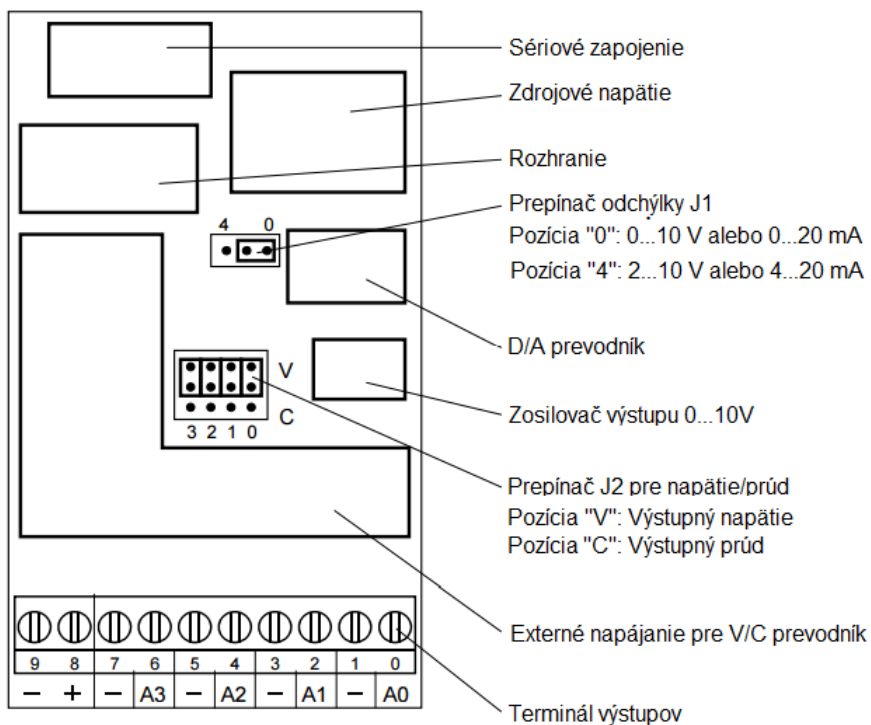 Sériové zapojenie
Zdrojové napätie
Rozhranie
Prepínač odchýlky J1
Pozícia "0": 0...10 V alebo 0...20 mA
Pozícia "4": 2...10 V alebo 4...20 mA
4 0
D/A prevodník
V
C
3 2 1 0
Zosilovač výstupu 0...10V
Prepínač J2 pre napätie/prúd
Pozícia "V": Výstupný napätie
Pozícia "C": Výstupný prúd
Externé napájanie pre V/C prevodník
9 8 7 6 5 4 3 2 1 0
− + − A3 − A2 − A1 − A0
Terminál výstupov